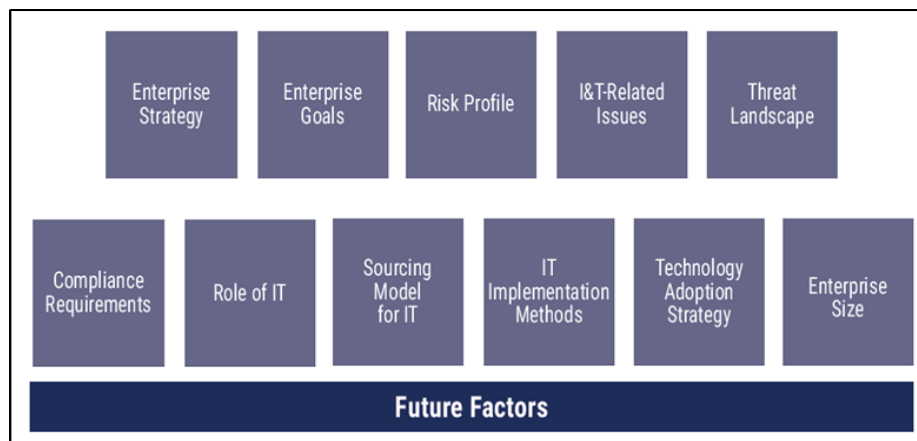 Enterprise
Strategy
Enterprise
Goals
Risk Profile
I&T-Related
Issues
Threat
Landscape
Compliance
Requirements
Role of IT
Sourcing
Model
for IT
IT
Implementation
Methods
Technology
Adoption
Strategy
Enterprise
Size
Future Factors